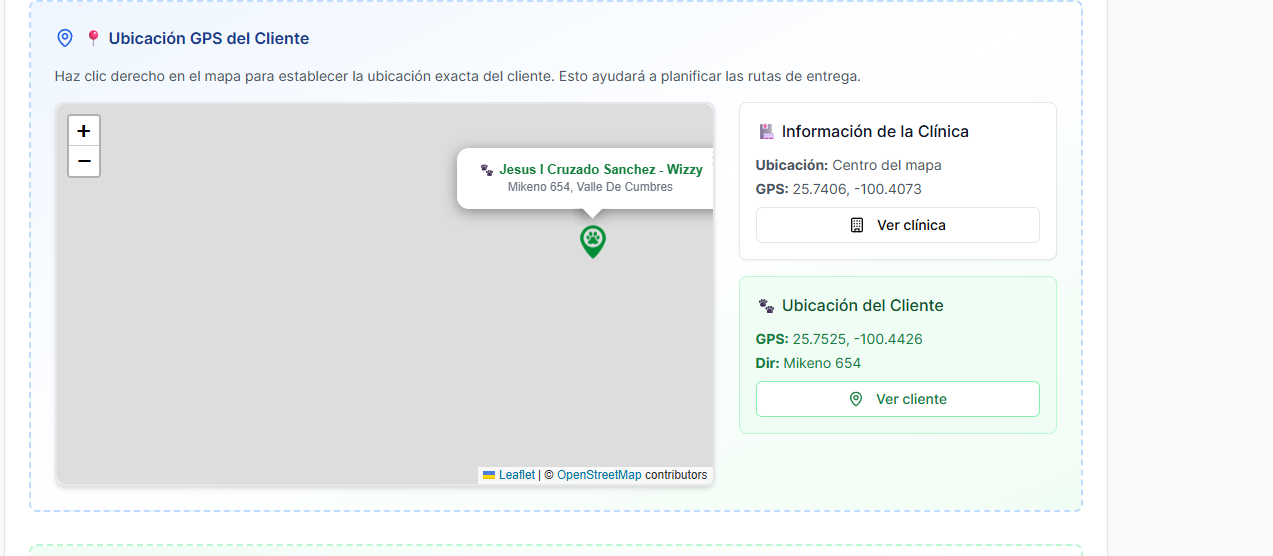 Ubicación GPS del Cliente
Haz clic derecho en el mapa para establecer la ubicación exacta del cliente. Esto ayudará a planificar las rutas de entrega.
+
−
Jesus I Cruzado Sanchez - Wizzy
Mikeno 654, Valle De Cumbres
Leaflet | © OpenStreetMap contributors
Información de la Clínica
Ubicación: Centro del mapa
GPS: 25.7406, -100.4073
Ver clínica
Ubicación del Cliente
GPS: 25.7525, -100.4426
Dir: Mikeno 654
Ver cliente